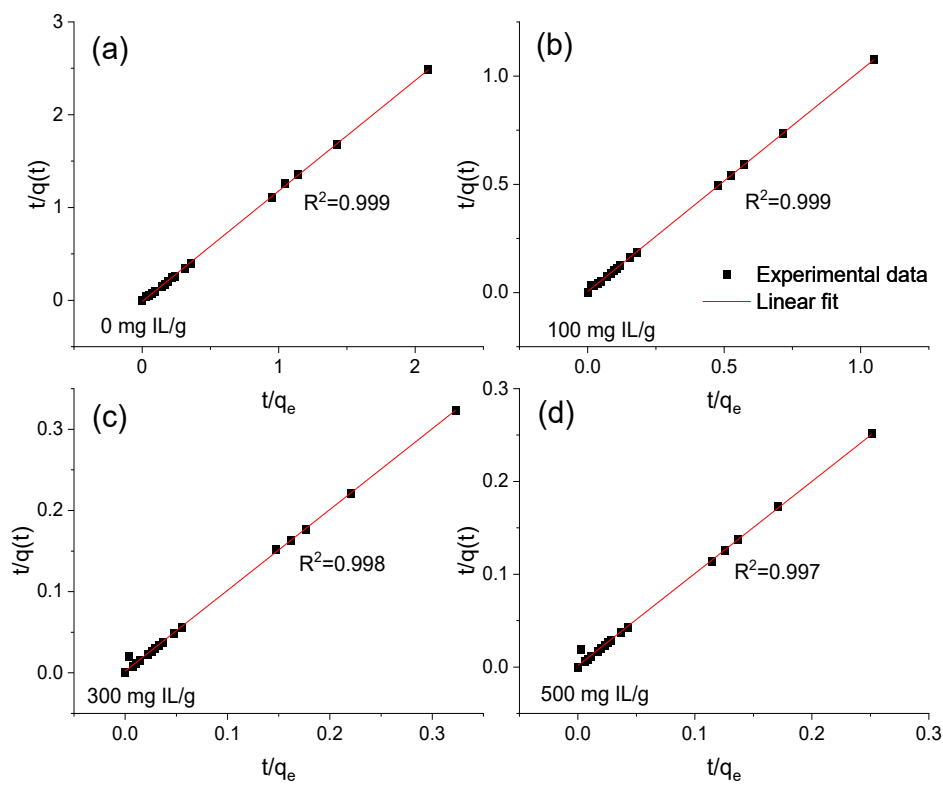 (a)
3
2
1
0
t/q(t)
R²=0.999
0 mg IL/g
0
1
2
t/qₑ
(b)
1.0
0.5
0.0
t/q(t)
R²=0.999
Experimental data
Linear fit
100 mg IL/g
0.0
0.5
1.0
t/qₑ
(c)
0.3
0.2
0.1
0.0
t/q(t)
R²=0.998
300 mg IL/g
0.0
0.1
0.2
0.3
t/qₑ
(d)
0.3
0.2
0.1
0.0
t/q(t)
R²=0.997
500 mg IL/g
0.0
0.1
0.2
0.3
t/qₑ